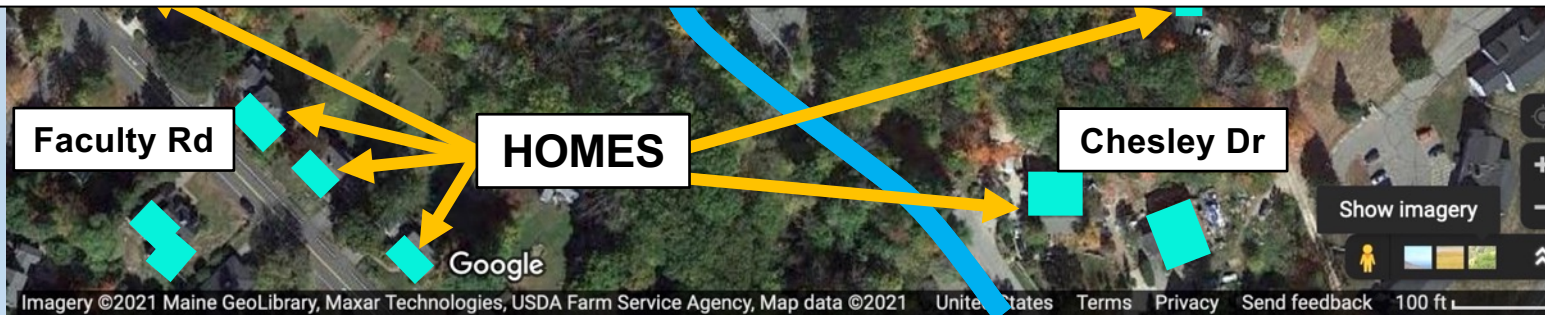 Faculty Rd
HOMES
Chesley Dr
Show imagery
Google
Imagery ©2021 Maine GeoLibrary, Maxar Technologies, USDA Farm Service Agency, Map data ©2021 United States Terms Privacy Send feedback 100 ft